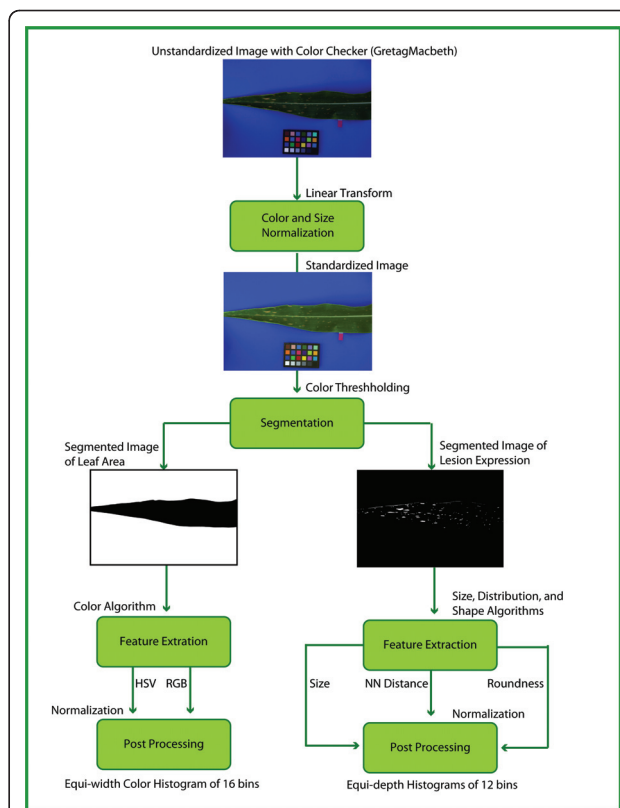 Unstandardized Image with Color Checker (GretagMacbeth)
Linear Transform
Color and Size
Normalization
Standardized Image
Color Threshholding
Segmentation
Segmented Image
of Leaf Area
Segmented Image of
Lesion Expression
Color Algorithm
Size, Distribution, and
Shape Algorithms
Feature Extration
Feature Extraction
HSV RGB
Size NN Distance Roundness
Normalization
Normalization
Post Processing
Post Processing
Equi-width Color Histogram of 16 bins
Equi-depth Histograms of 12 bins